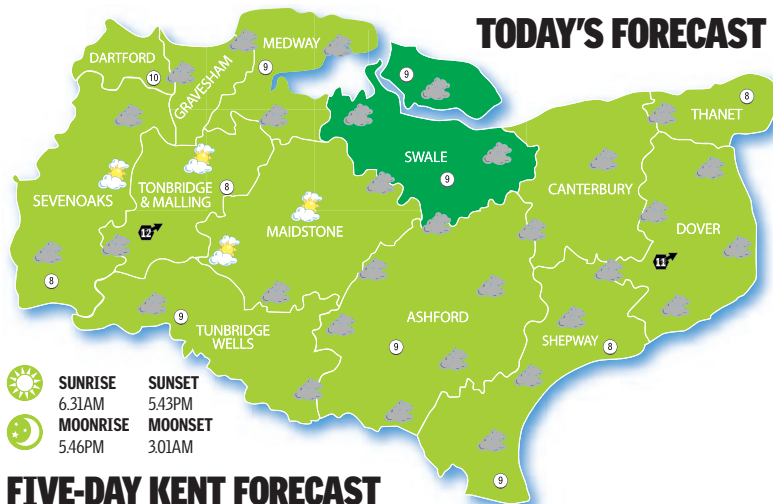 TODAY'S FORECAST
MEDWAY
DARTFORD
10
GRAVESHAM
9
9
8
THANET
SWALE
9
CANTERBURY
SEVENOAKS
TONBRIDGE
& MALLING
8
12
MAIDSTONE
DOVER
11
8
9
TUNBRIDGE
WELLS
ASHFORD
9
SHEPWAY
8
9
SUNRISE SUNSET
6.31AM 5.43PM
MOONRISE MOONSET
5.46PM 3.01AM
FIVE-DAY KENT FORECAST